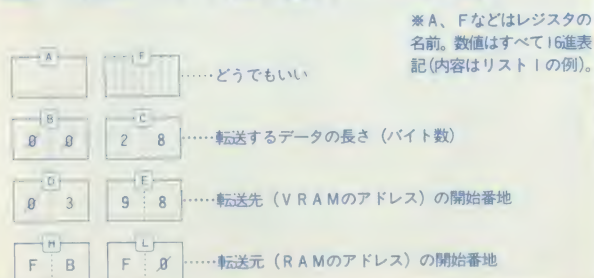 ※A、Fなどはレジスタの
名前。数値はすべて16進表
記(内容はリスト1の例)。
A F ……どうでもいい
B C
0 0 2 8 ……転送するデータの長さ(バイト数)
D E
0 3 9 8 ……転送先(VRAMのアドレス)の開始番地
H L
F B F 0 ……転送元(RAMのアドレス)の開始番地